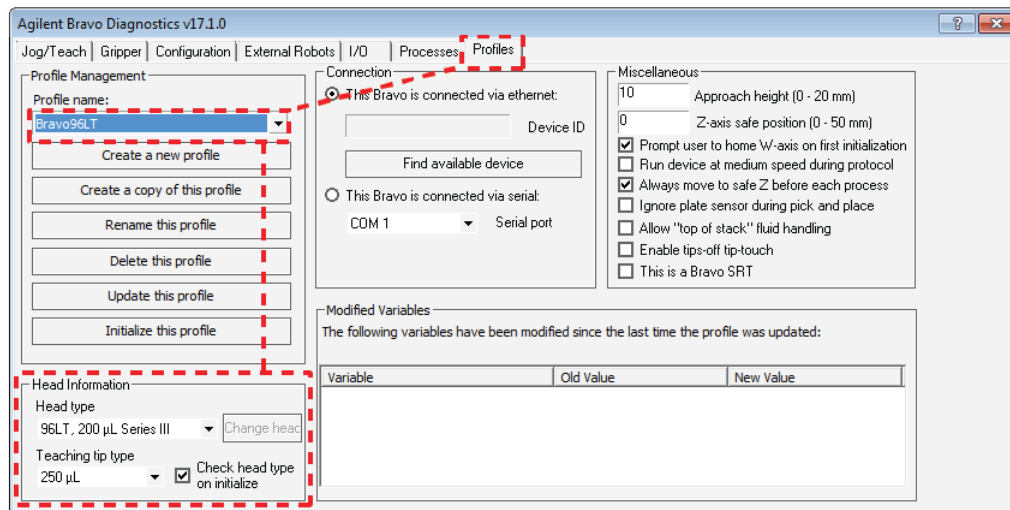 Agilent Bravo Diagnostics v17.1.0
Jog/Teach Gripper Configuration External Robots I/O Processes Profiles
Profile Management
Profile name:
Bravo96LT
Create a new profile
Create a copy of this profile
Rename this profile
Delete this profile
Update this profile
Initialize this profile
Head Information
Head type
96LT, 200 µL Series III
Change head
Teaching tip type
250 µL
Check head type
on initialize
Connection
This Bravo is connected via ethernet:
Device ID
Find available device
This Bravo is connected via serial:
COM 1 Serial port
Miscellaneous
10 Approach height (0 - 20 mm)
0 Z-axis safe position (0 - 50 mm)
Prompt user to home W-axis on first initialization
Run device at medium speed during protocol
Always move to safe Z before each process
Ignore plate sensor during pick and place
Allow "top of stack" fluid handling
Enable tips-off tip-touch
This is a Bravo SRT
Modified Variables
The following variables have been modified since the last time the profile was updated:
Variable Old Value New Value